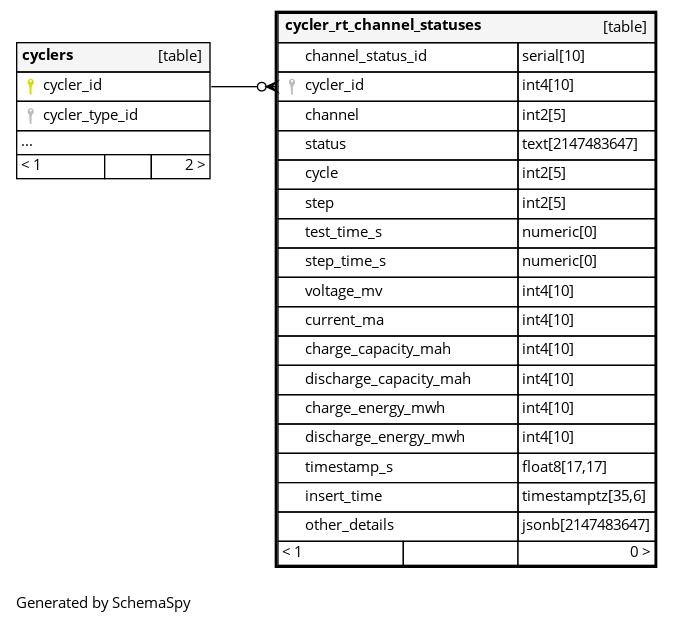 cyclers [table]
cycler_id
cycler_type_id
...
< 1 2 >
cycler_rt_channel_statuses [table]
channel_status_id serial[10]
cycler_id int4[10]
channel int2[5]
status text[2147483647]
cycle int2[5]
step int2[5]
test_time_s numeric[0]
step_time_s numeric[0]
voltage_mv int4[10]
current_ma int4[10]
charge_capacity_mah int4[10]
discharge_capacity_mah int4[10]
charge_energy_mwh int4[10]
discharge_energy_mwh int4[10]
timestamp_s float8[17,17]
insert_time timestamptz[35,6]
other_details jsonb[2147483647]
< 1 0 >
Generated by SchemaSpy